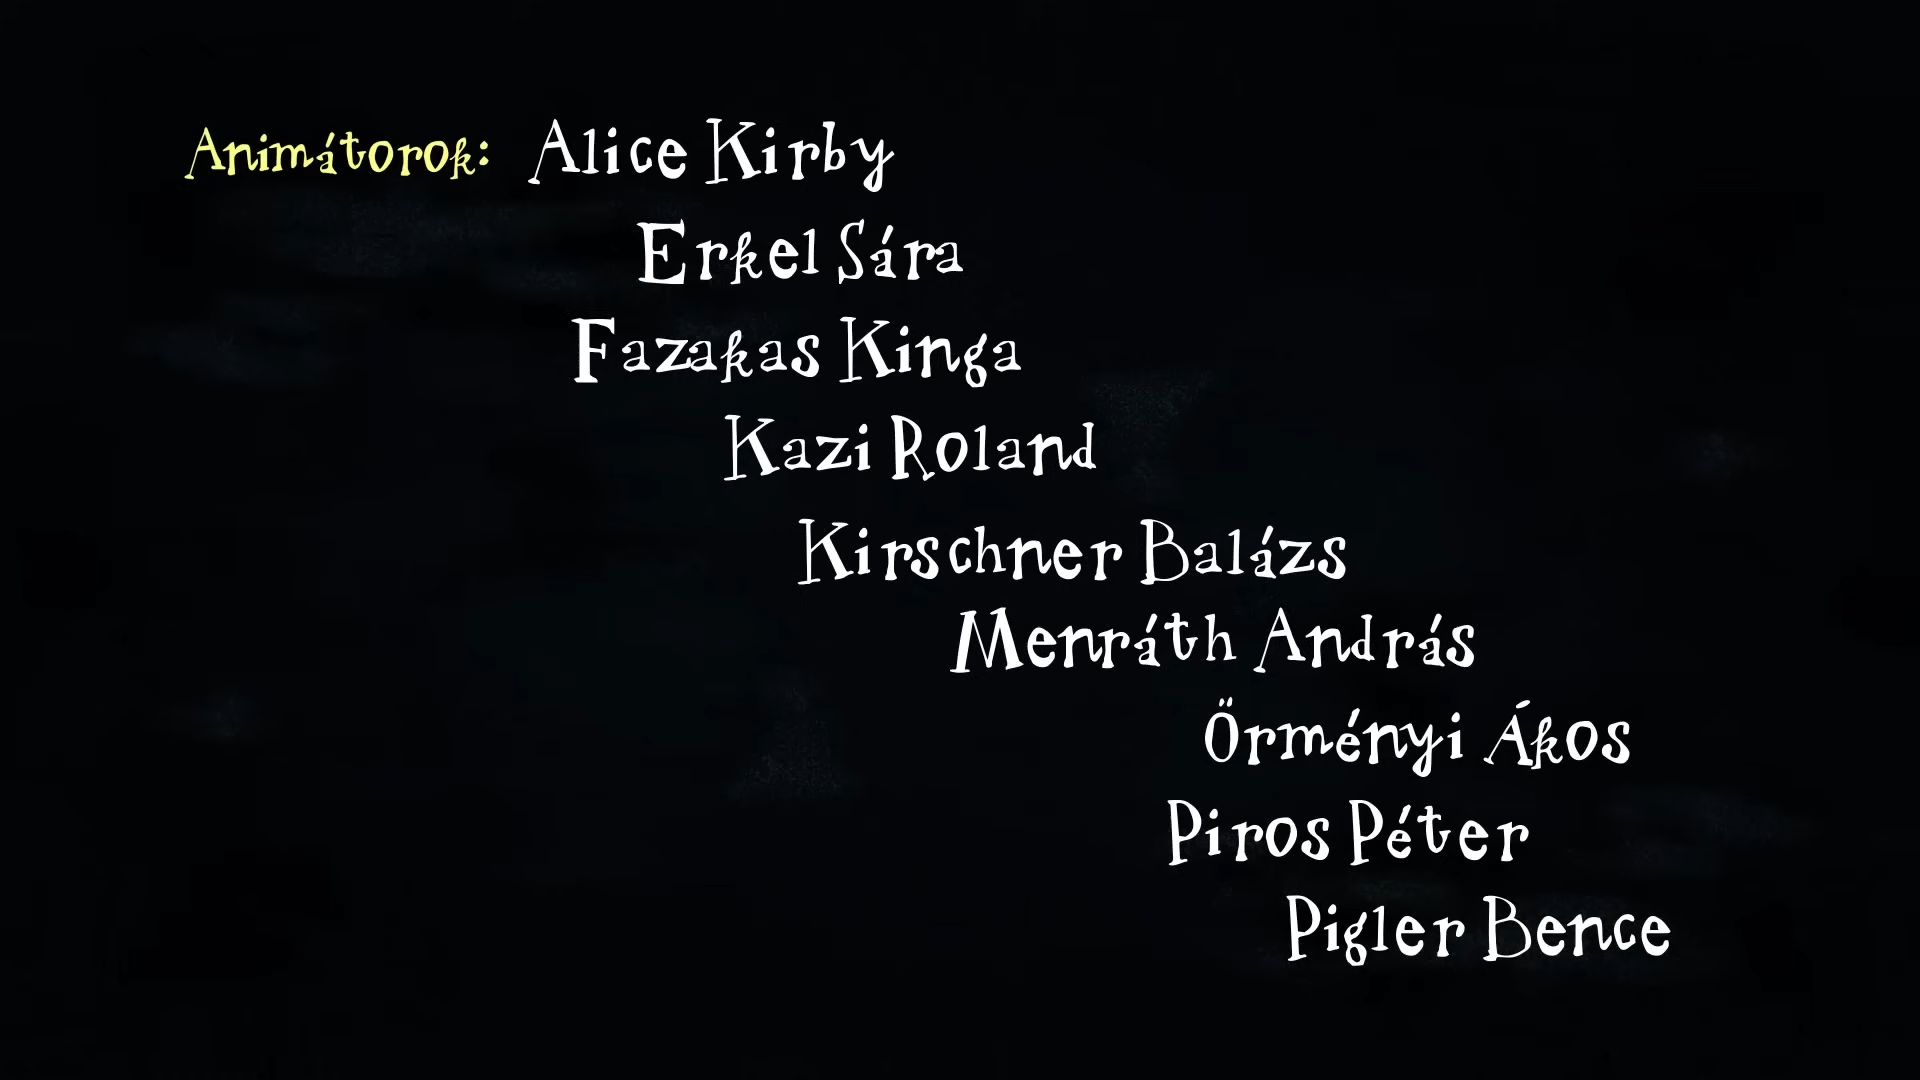 Animátorok: Alice Kirby
Erkel Sára
Fazakas Kinga
Kazi Roland
Kirschner Balázs
Menráth András
Örményi Ákos
Piros Péter
Pigler Bence